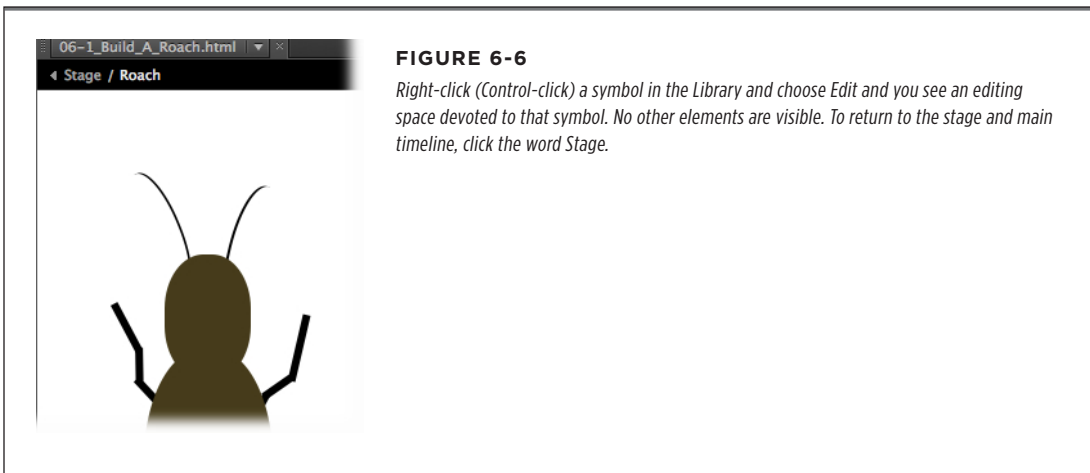 06-1_Build_A_Roach.html
Stage / Roach
FIGURE 6-6
Right-click (Control-click) a symbol in the Library and choose Edit and you see an editing
space devoted to that symbol. No other elements are visible. To return to the stage and main
timeline, click the word Stage.